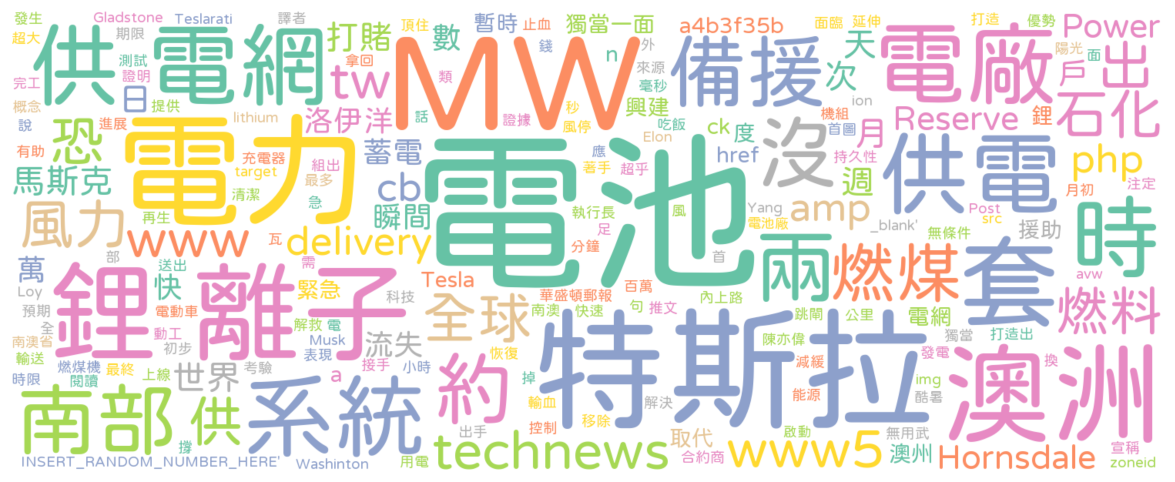 發生 Gladstone 譯者 頂住 暫時 止血 獨當一面 a4b3f35b 面臨 延伸 打造 優勢 Power
超大 Teslarati 期限 打賭 數 錢 n 外 備援 天 電廠 陽光 面
供電網 測試 拿回 MW 來源 次 戶 出
完工 證明 tw 類 毫秒 石化
概念 日 提供 洛伊洋 秒 興建 機組 ion
說 恐 進展 lithium 話 證據 風停 吃飯 ck 度 月 首圖 Reserve 鋰
有助 電力 充電器 蓄電 應 Elon 沒 href 供電 持久性 php
馬斯克 target 組出 cb 著手 超乎 週 月初 注定
風力 清潔 最多 瞬間 電池 執行長 Yang amp _blank' Post 時
再生 急 足 電池廠 src 無條件 援助
www 瓦 delivery 分鐘 風 首
萬 部 需 Tesla 兩 燃煤 套 avw
Loy 送出 快 緊急 科技 華盛頓郵報 百萬
預期 電動車 鋰離子 全球 南澳 快速 句 推文 內上路 電網 燃料
全 動工 解救 電 跳閘 公里 獨當 打造出
南澳省 初步 Musk 流失 恢復 特斯拉 陳亦偉 發電 換
輸送 燃煤機 最終 接手 表現 小時 約 減緩 澳洲
時限 閱讀 上線 世界 考驗 a 掉 能源 img
南部 供 系統 輸血 移除 解決 酷暑
撐 出手 控制 取代 啟動 無用武
INSERT_RANDOM_NUMBER_HERE' Washinton 用電 technews 合約商 www5 澳州 Hornsdale 宣稱 zoneid